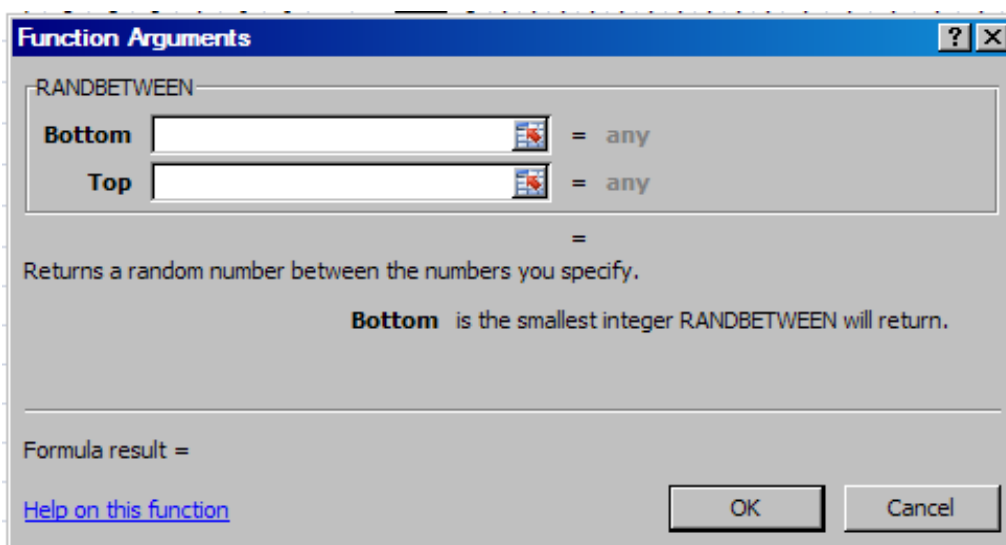 Function Arguments
RANDBETWEEN
Bottom = any
Top = any
=
Returns a random number between the numbers you specify.
Bottom is the smallest integer RANDBETWEEN will return.
Formula result =
Help on this function
OK Cancel